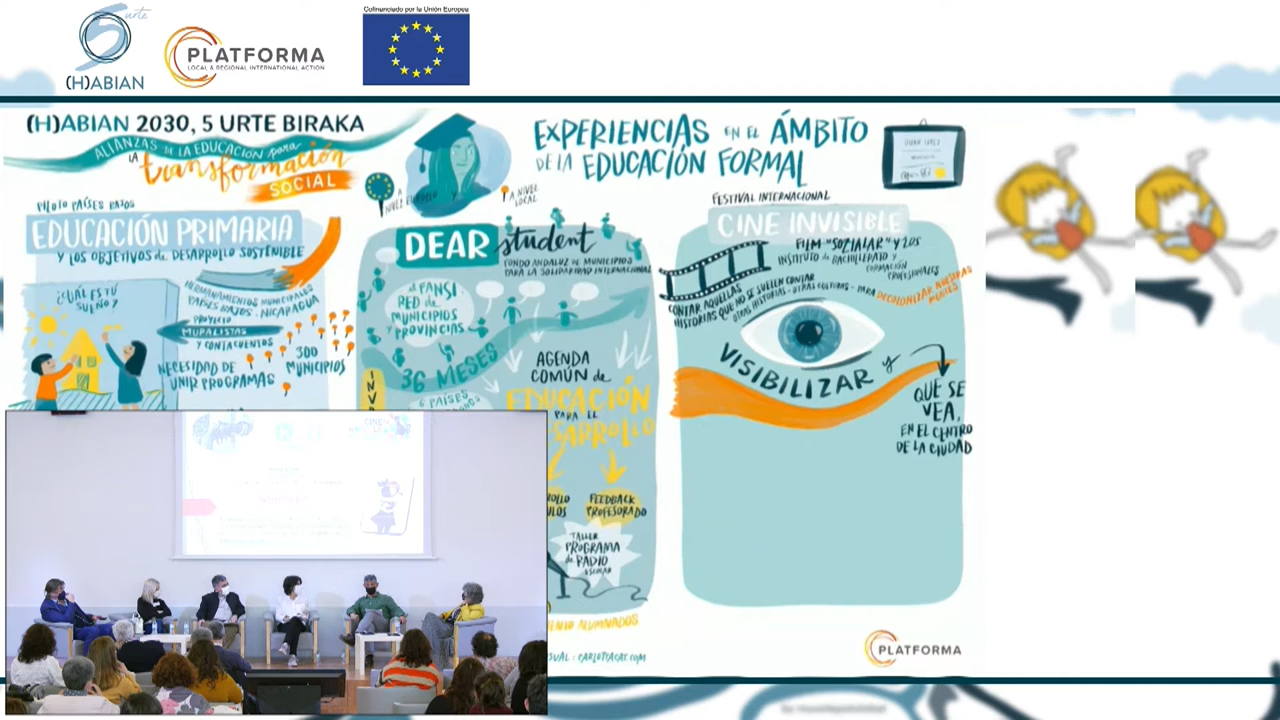 Cofinanciado por la Unión Europea
5 urte
(H)ABIAN
PLATFORMA
LOCAL & REGIONAL INTERNATIONAL ACTION
(H)ABIAN 2030, 5 URTE BIRAKA
ALIANZAS DE LA EDUCACIÓN para
LA transformación
SOCIAL
EXPERIENCIAS EN EL ÁMBITO
DE LA EDUCACIÓN FORMAL
PILOTO PAÍSES BAJOS
EDUCACIÓN PRIMARIA
Y LOS OBJETIVOS DE DESARROLLO SOSTENIBLE
HERMANAMIENTOS MUNICIPALES
PAÍSES BAJOS - NICARAGUA
PROYECTO
MURALISTAS
Y CONTACUENTOS
¿CUÁL ES TU
SUEÑO?
NECESIDAD DE
UNIR PROGRAMAS
300
MUNICIPIOS
A
NIVEL EUROPEO
Y
A NIVEL
LOCAL
DEAR student
FONDO ANDALUZ DE MUNICIPIOS
PARA LA SOLIDARIDAD INTERNACIONAL
el FAMSI
RED de
MUNICIPIOS
Y PROVINCIAS
36 MESES
6 PAÍSES
AGENDA
COMÚN de
EDUCACIÓN
PARA EL
FEEDBACK
PROFESORADO
TALLER
PROGRAMA
de RADIO
ESCOLAR
FESTIVAL INTERNACIONAL
CINE INVISIBLE
FILM "SOZIALAK" Y LOS
INSTITUTO DE BACHILLERATO Y
FORMACIÓN
PROFESIONALES
CONTAR AQUELLAS
HISTORIAS QUE NO SE SUELEN CONTAR
OTRAS HISTORIAS - OTRAS CULTURAS - PARA DECOLONIZAR NUESTRAS
MENTES
VISIBILIZAR Y
QUE SE
VEA,
EN EL CENTRO
DE LA CIUDAD
PLATFORMA